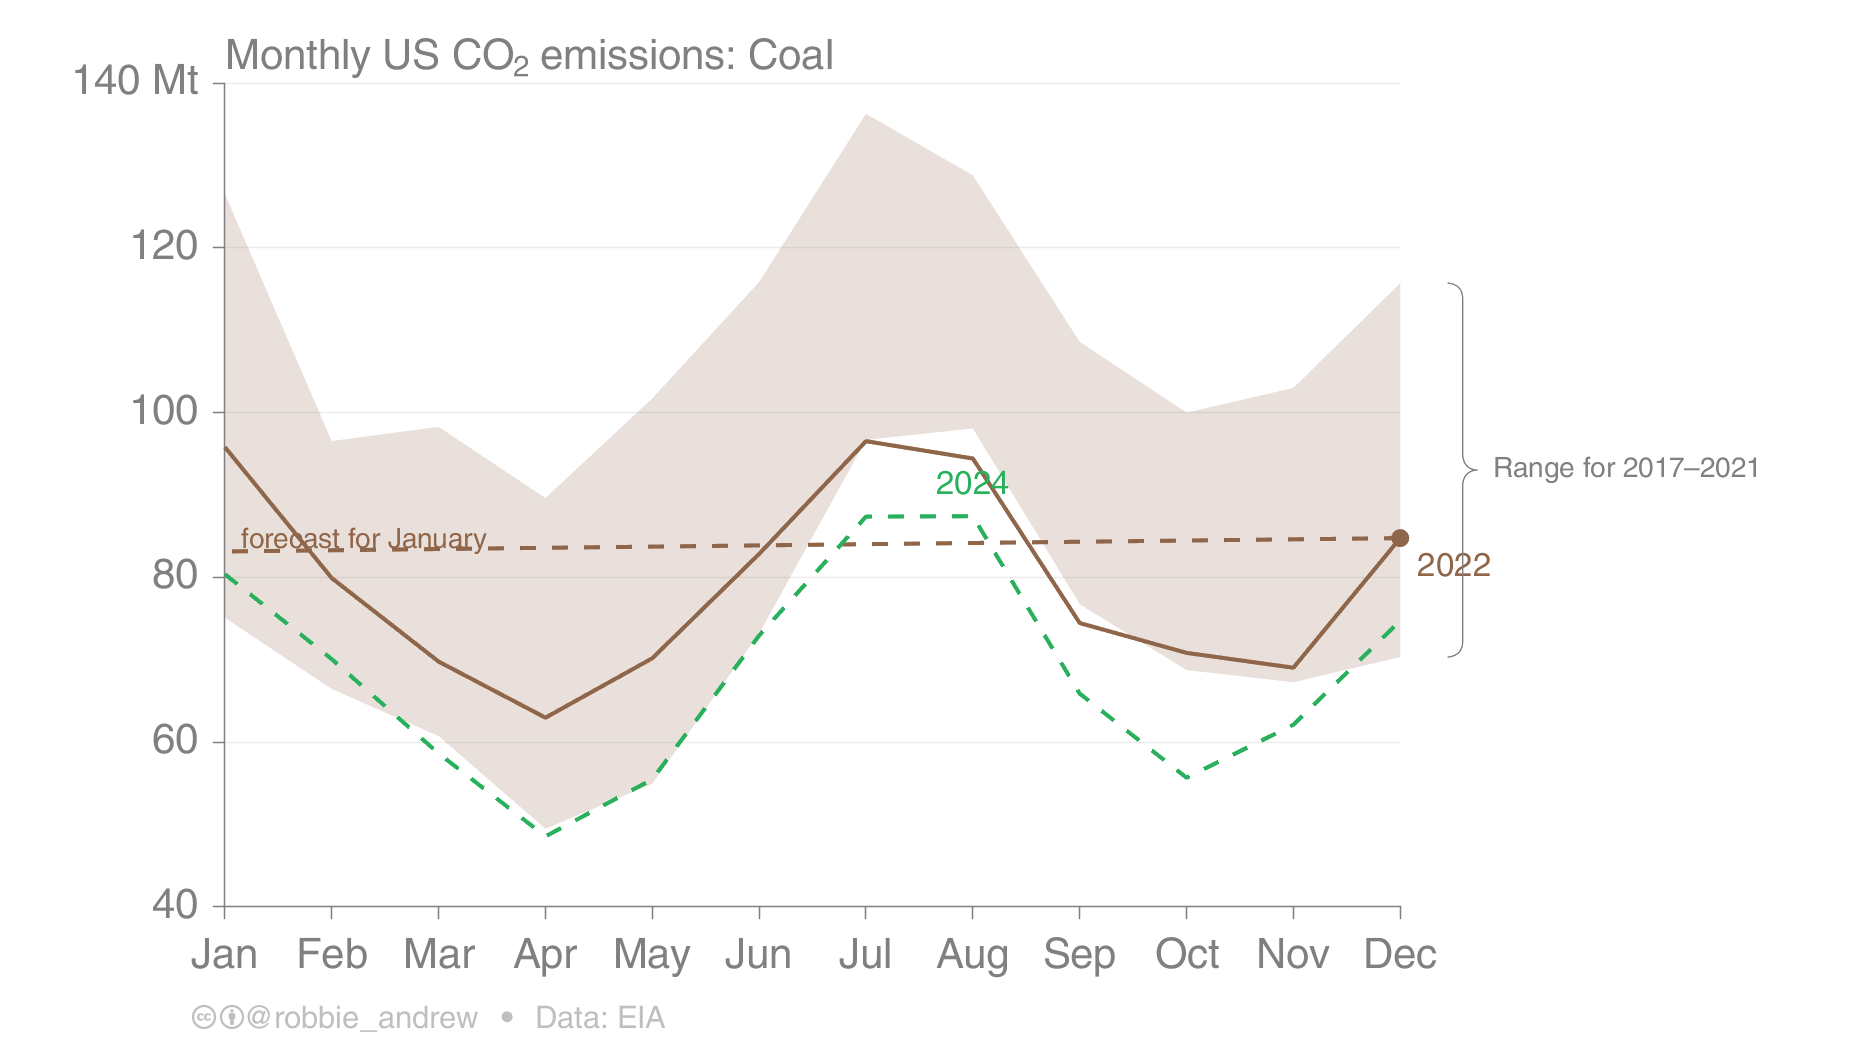 Monthly US CO₂ emissions: Coal
140 Mt
120
100
80
60
40
Range for 2017–2021
2024
forecast for January
2022
Jan Feb Mar Apr May Jun Jul Aug Sep Oct Nov Dec
cc @robbie_andrew • Data: EIA